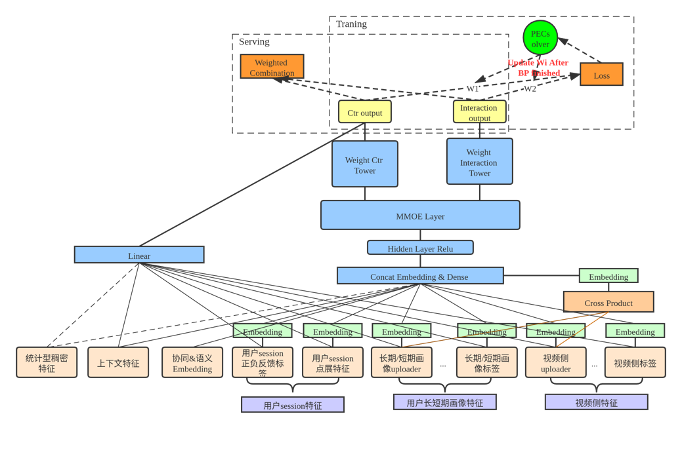 Traning
PECs
olver
Serving
Weighted
Combination
Update Wi After
BP finished
Loss
W1
W2
Ctr output
Interaction
output
Weight Ctr
Tower
Weight
Interaction
Tower
MMOE Layer
Hidden Layer Relu
Linear
Concat Embedding & Dense
Embedding
Cross Product
Embedding
Embedding
Embedding
Embedding
Embedding
Embedding
统计型稠密
特征
上下文特征
协同&语义
Embedding
用户session
正负反馈标
签
用户session
点展特征
长期/短期画
像uploader
...
长期/短期画
像标签
视频侧
uploader
...
视频侧标签
用户session特征
用户长短期画像特征
视频侧特征